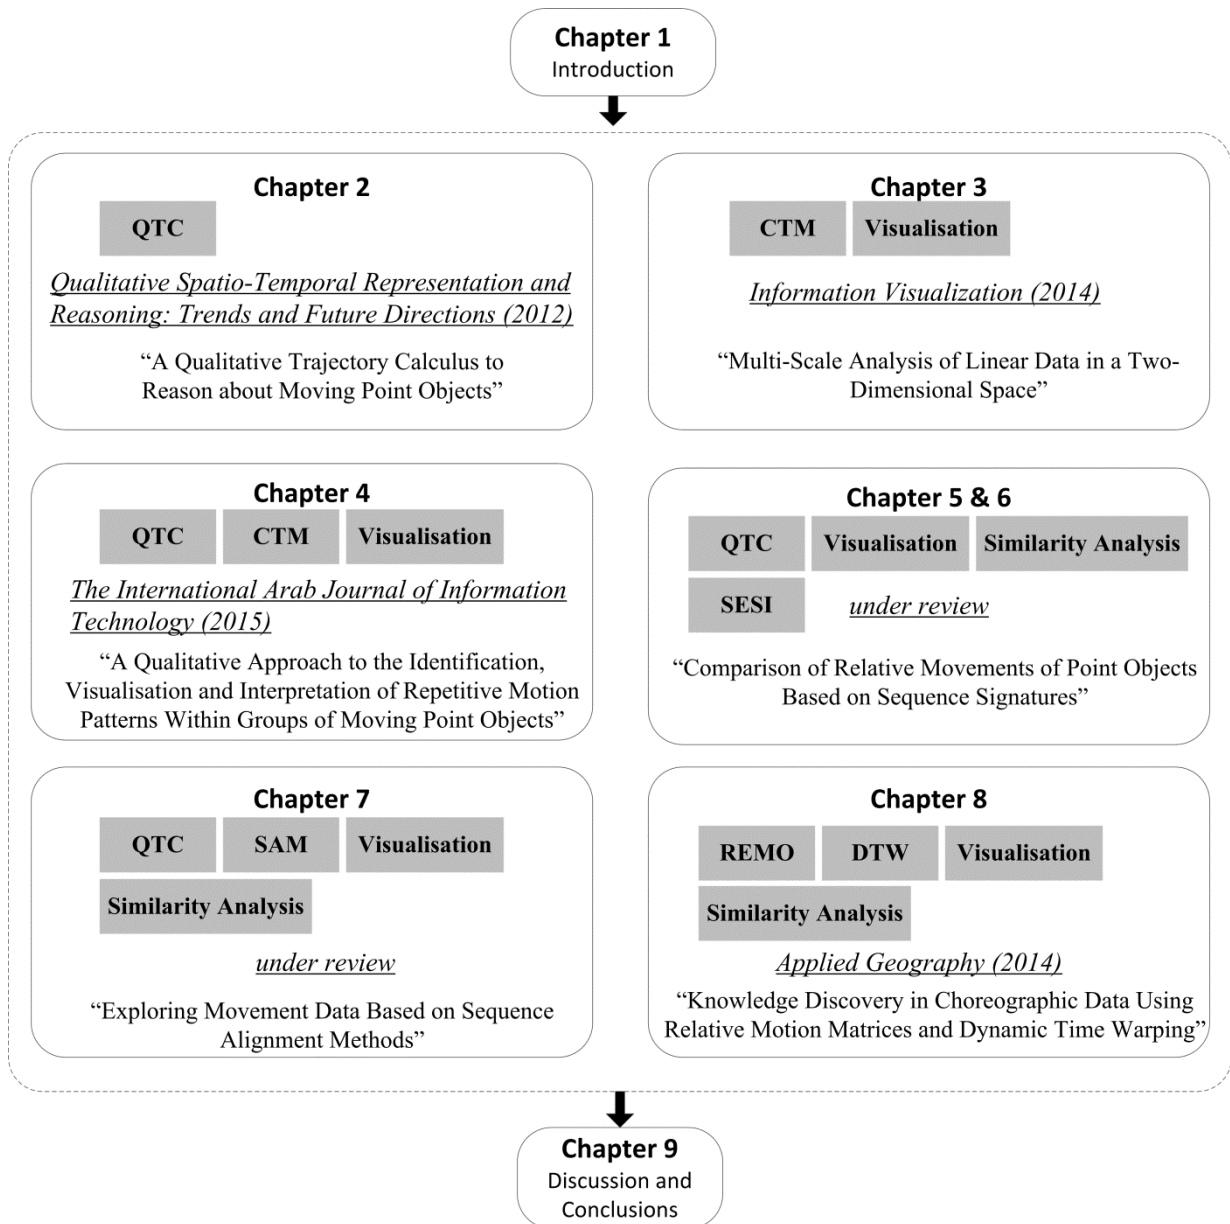 Chapter 1
Introduction
Chapter 2
QTC
Qualitative Spatio-Temporal Representation and
Reasoning: Trends and Future Directions (2012)
“A Qualitative Trajectory Calculus to
Reason about Moving Point Objects”
Chapter 3
CTM Visualisation
Information Visualization (2014)
“Multi-Scale Analysis of Linear Data in a Two-
Dimensional Space”
Chapter 4
QTC CTM Visualisation
The International Arab Journal of Information
Technology (2015)
“A Qualitative Approach to the Identification,
Visualisation and Interpretation of Repetitive Motion
Patterns Within Groups of Moving Point Objects”
Chapter 5 & 6
QTC Visualisation Similarity Analysis
SESI under review
“Comparison of Relative Movements of Point Objects
Based on Sequence Signatures”
Chapter 7
QTC SAM Visualisation
Similarity Analysis
under review
“Exploring Movement Data Based on Sequence
Alignment Methods”
Chapter 8
REMO DTW Visualisation
Similarity Analysis
Applied Geography (2014)
“Knowledge Discovery in Choreographic Data Using
Relative Motion Matrices and Dynamic Time Warping”
Chapter 9
Discussion and
Conclusions